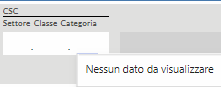 CSC
Settore Classe Categoria
. .
Nessun dato da visualizzare